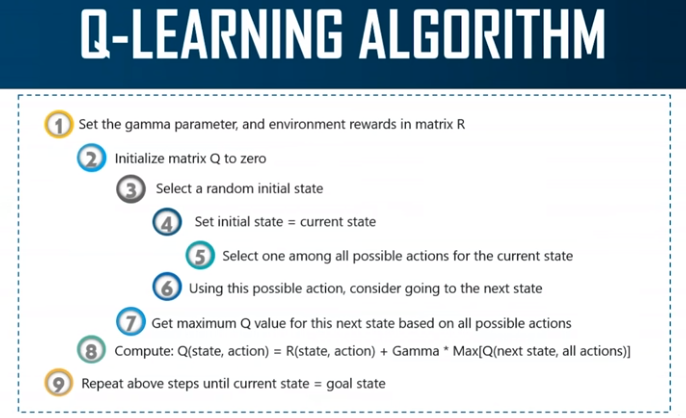 Q-LEARNING ALGORITHM
1 Set the gamma parameter, and environment rewards in matrix R
2 Initialize matrix Q to zero
3 Select a random initial state
4 Set initial state = current state
5 Select one among all possible actions for the current state
6 Using this possible action, consider going to the next state
7 Get maximum Q value for this next state based on all possible actions
8 Compute: Q(state, action) = R(state, action) + Gamma * Max[Q(next state, all actions)]
9 Repeat above steps until current state = goal state